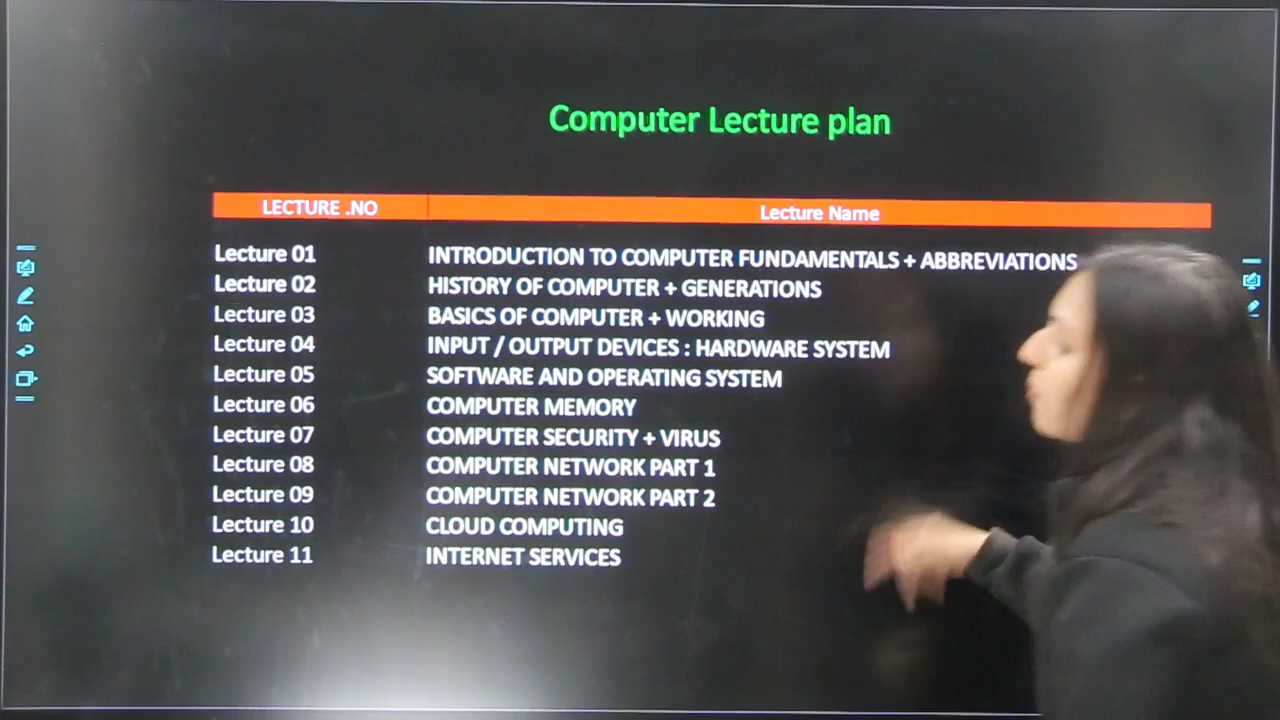 Computer Lecture plan
LECTURE .NO Lecture Name
Lecture 01 INTRODUCTION TO COMPUTER FUNDAMENTALS + ABBREVIATIONS
Lecture 02 HISTORY OF COMPUTER + GENERATIONS
Lecture 03 BASICS OF COMPUTER + WORKING
Lecture 04 INPUT / OUTPUT DEVICES : HARDWARE SYSTEM
Lecture 05 SOFTWARE AND OPERATING SYSTEM
Lecture 06 COMPUTER MEMORY
Lecture 07 COMPUTER SECURITY + VIRUS
Lecture 08 COMPUTER NETWORK PART 1
Lecture 09 COMPUTER NETWORK PART 2
Lecture 10 CLOUD COMPUTING
Lecture 11 INTERNET SERVICES